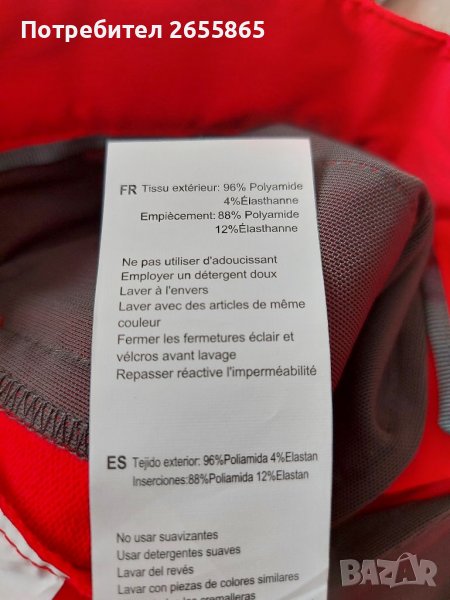 Потребител 2655865
FR Tissu extérieur: 96% Polyamide
4%Élasthanne
Empiècement: 88% Polyamide
12%Élasthanne
Ne pas utiliser d'adoucissant
Employer un détergent doux
Laver à l'envers
Laver avec des articles de même
couleur
Fermer les fermetures éclair et
vélcros avant lavage
Repasser réactive l'imperméabilité
ES Tejido exterior: 96%Poliamida 4%Elastan
Inserciones:88%Poliamida 12%Elastan
No usar suavizantes
Usar detergentes suaves
Lavar del revés
Lavar con piezas de colores similares
cremalleras
BAZAR